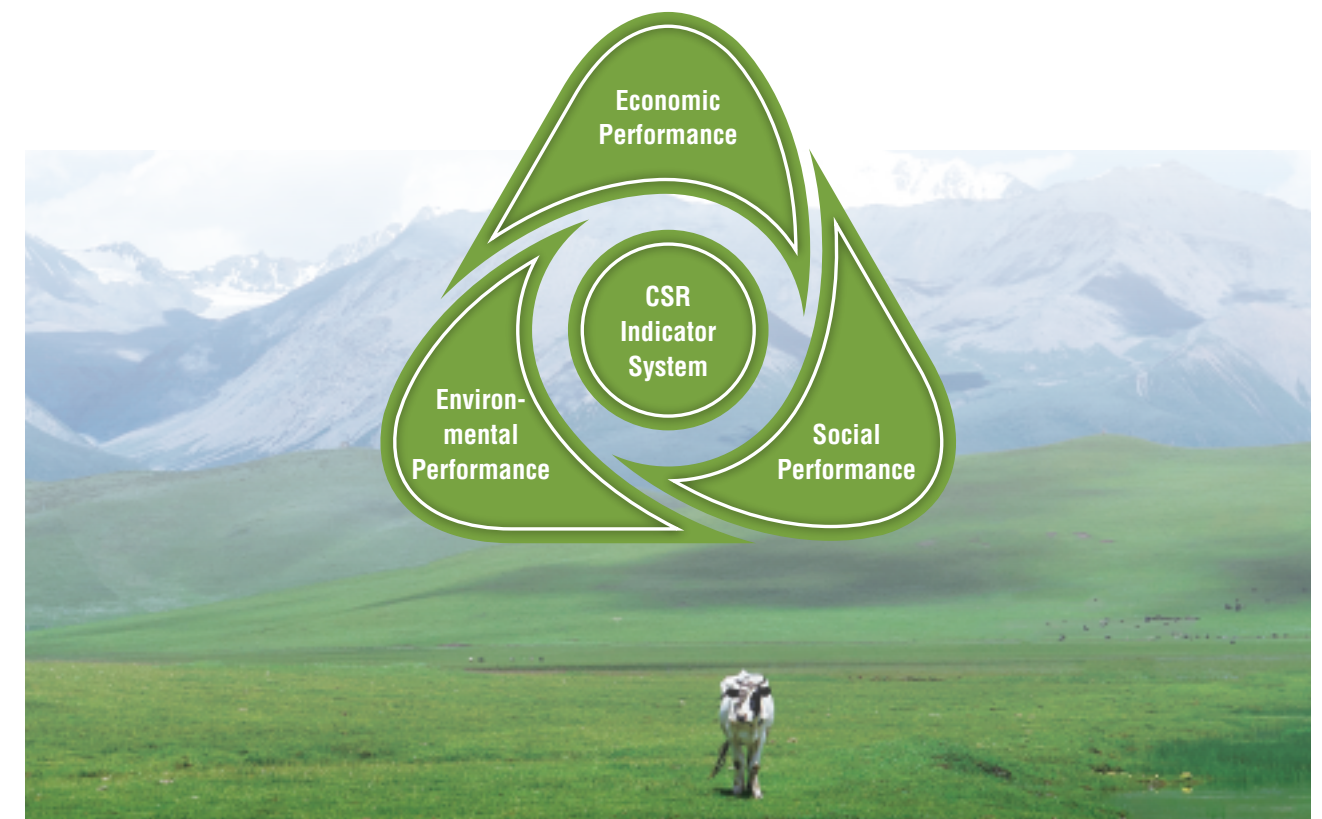 Economic
Performance
CSR
Indicator
System
Environ-
mental
Performance
Social
Performance